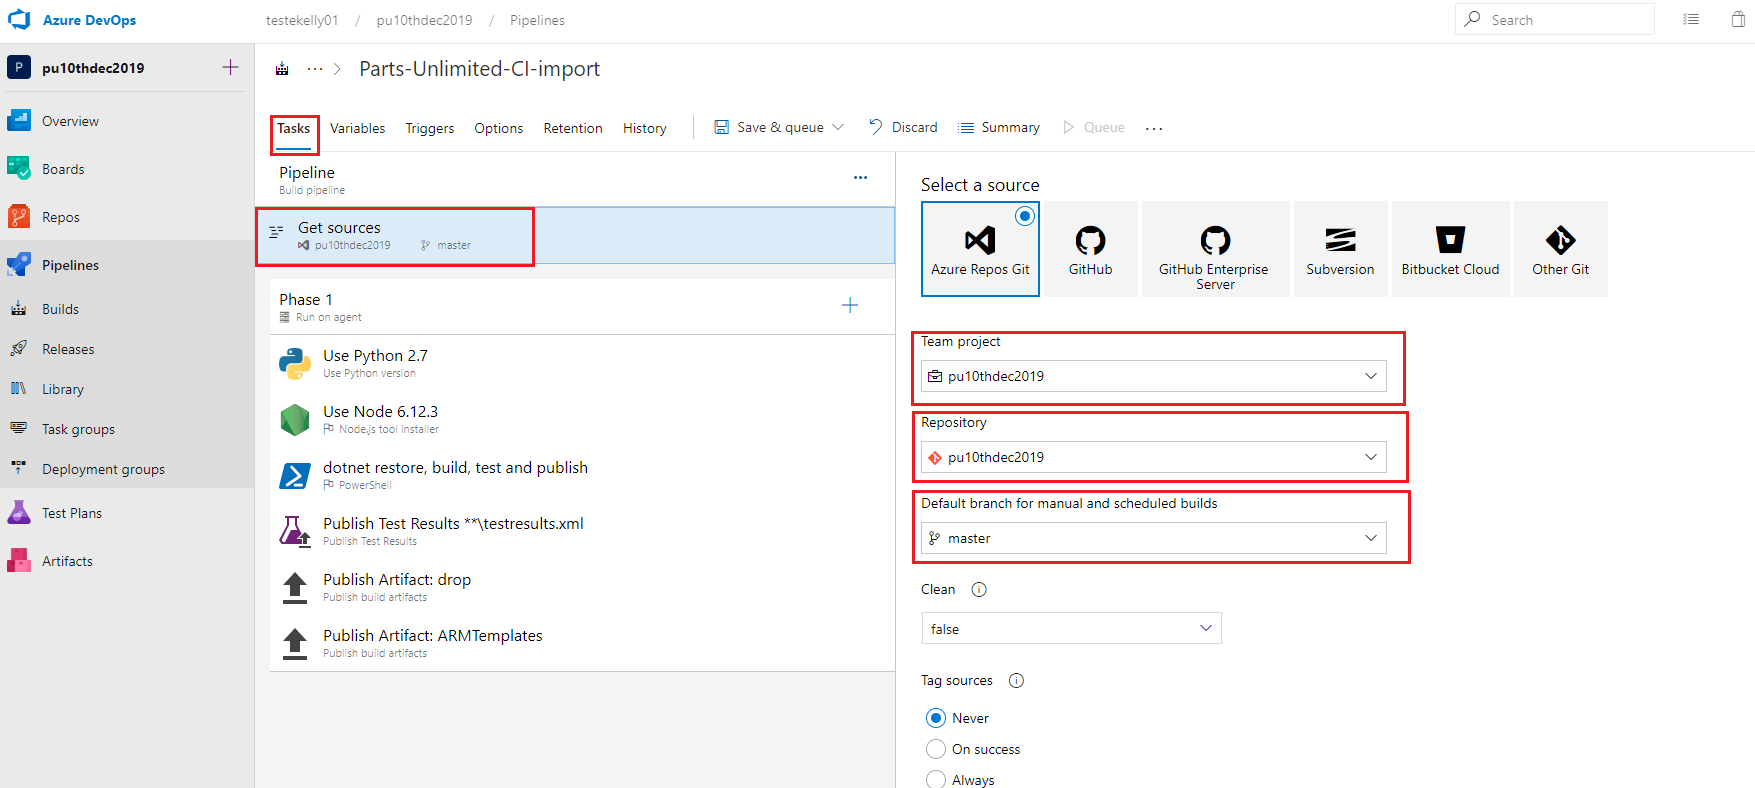 Azure DevOps
testekelly01 / pu10thdec2019 / Pipelines
Search
P pu10thdec2019
Overview
Boards
Repos
Pipelines
Builds
Releases
Library
Task groups
Deployment groups
Test Plans
Artifacts
··· > Parts-Unlimited-CI-import
Tasks Variables Triggers Options Retention History
Save & queue Discard Summary Queue ···
Pipeline ···
Build pipeline
Get sources
pu10thdec2019 master
Phase 1
Run on agent
Use Python 2.7
Use Python version
Use Node 6.12.3
Node.js tool installer
dotnet restore, build, test and publish
PowerShell
Publish Test Results **\testresults.xml
Publish Test Results
Publish Artifact: drop
Publish build artifacts
Publish Artifact: ARMTemplates
Publish build artifacts
Select a source
Azure Repos Git
GitHub
GitHub Enterprise
Server
Subversion
Bitbucket Cloud
Other Git
Team project
pu10thdec2019
Repository
pu10thdec2019
Default branch for manual and scheduled builds
master
Clean
false
Tag sources
Never
On success
Always